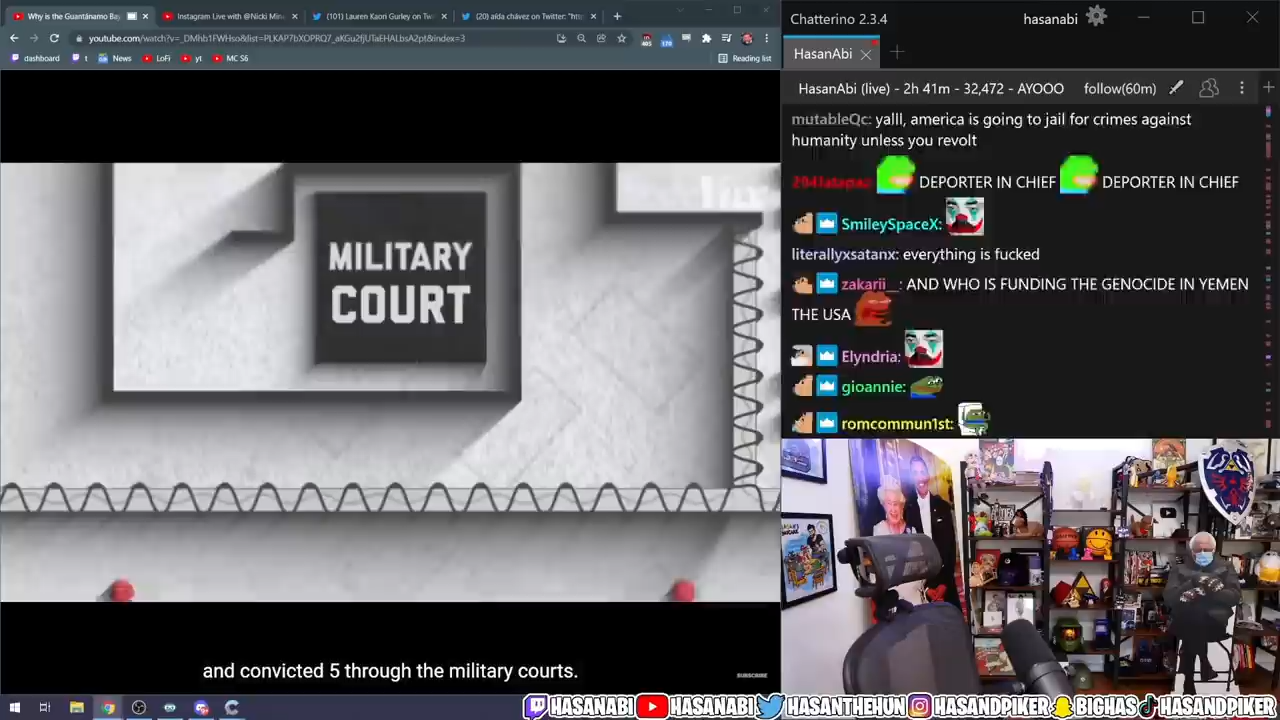 Why is the Guantánamo Bay
Instagram Live with @Nicki Mina
(101) Lauren Kaori Gurley on Twi
(20) aída chávez on Twitter: "htt
youtube.com/watch?v=_DMhb1FWHso&list=PLKAP7bXOPRQ7_aKGu2fjUTaEHALbsA2pt&index=3
dashboard
t
News
LoFi
yt
MC S6
Reading list
MILITARY
COURT
and convicted 5 through the military courts.
SUBSCRIBE
Chatterino 2.3.4
hasanabi
HasanAbi
HasanAbi (live) - 2h 41m - 32,472 - AYOOO
follow(60m)
mutableQc: yalll, america is going to jail for crimes against
humanity unless you revolt
DEPORTER IN CHIEF DEPORTER IN CHIEF
SmileySpaceX:
literallyxsatanx: everything is fucked
zakarii__: AND WHO IS FUNDING THE GENOCIDE IN YEMEN
THE USA
Elyndria:
gioannie:
romcommun1st:
HASANABI HASANABI HASANTHEHUN HASANDPIKER BIGHAS HASANDPIKER